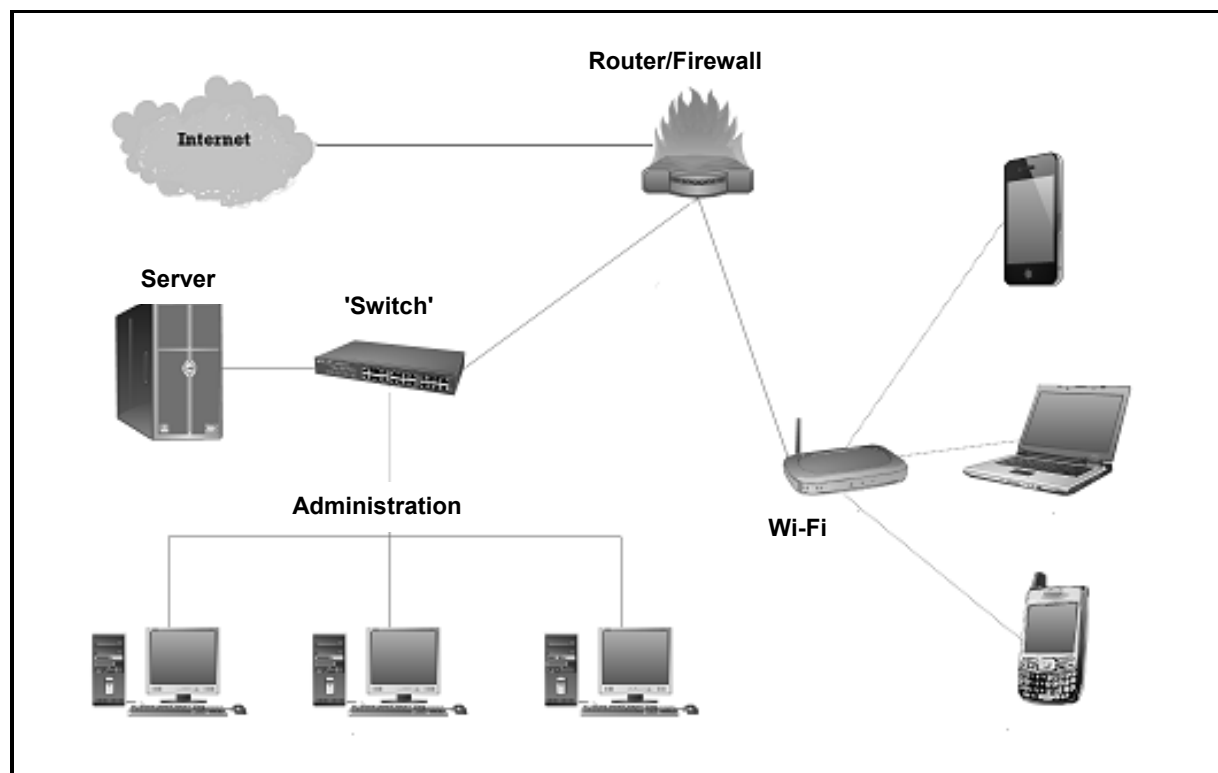 Router/Firewall
Internet
Server
'Switch'
Administration
Wi-Fi